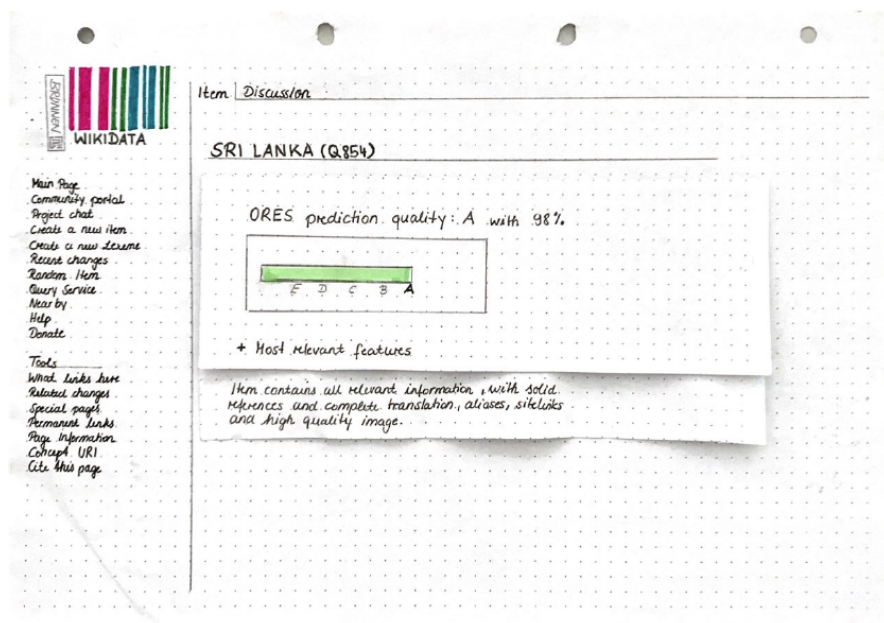 Item Discussion
BRUNNEN
WIKIDATA
SRI LANKA (Q854)
Main Page
Community portal
Project chat
Create a new item
Create a new Lexeme
Recent changes
Random Item
Query Service
Near by
Help
Donate
Tools
What links here
Related changes
Special pages
Permanent links
Page Information
Concept URI
Cite this page
ORES prediction quality: A with 98%
E D C B A
+ Most relevant features
Item contains all relevant information, with solid
references and complete translation, aliases, sitelinks
and high quality image.